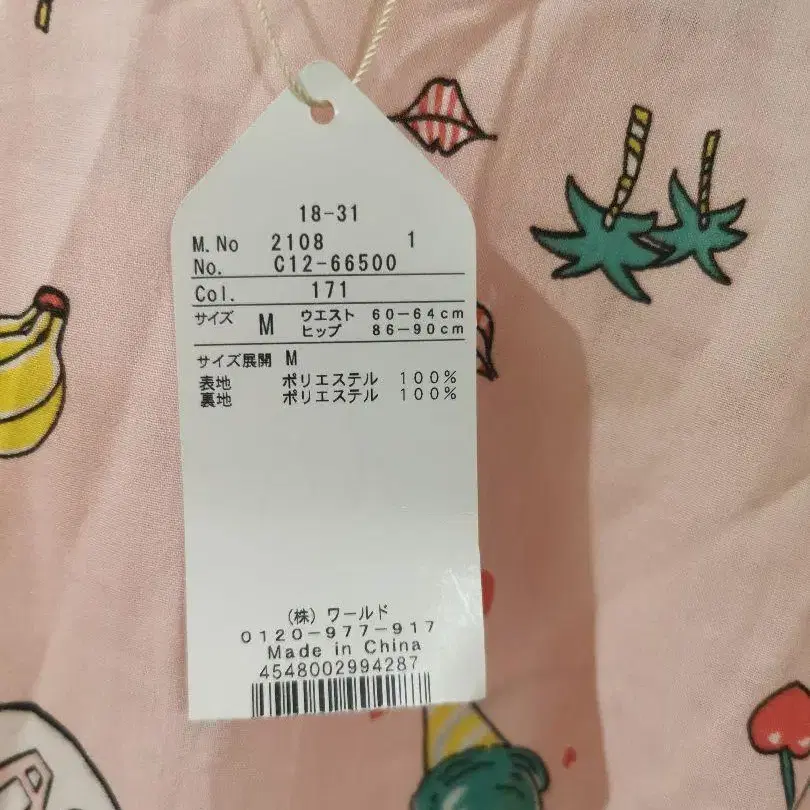 18-31
M.No 2108 1
No. C12-66500
Col. 171
サイズ M ウエスト 60-64cm
ヒップ 86-90cm
サイズ展開 M
表地 ポリエステル 100%
裏地 ポリエステル 100%
(株)ワールド
0120-977-917
Made in China
4548002994287